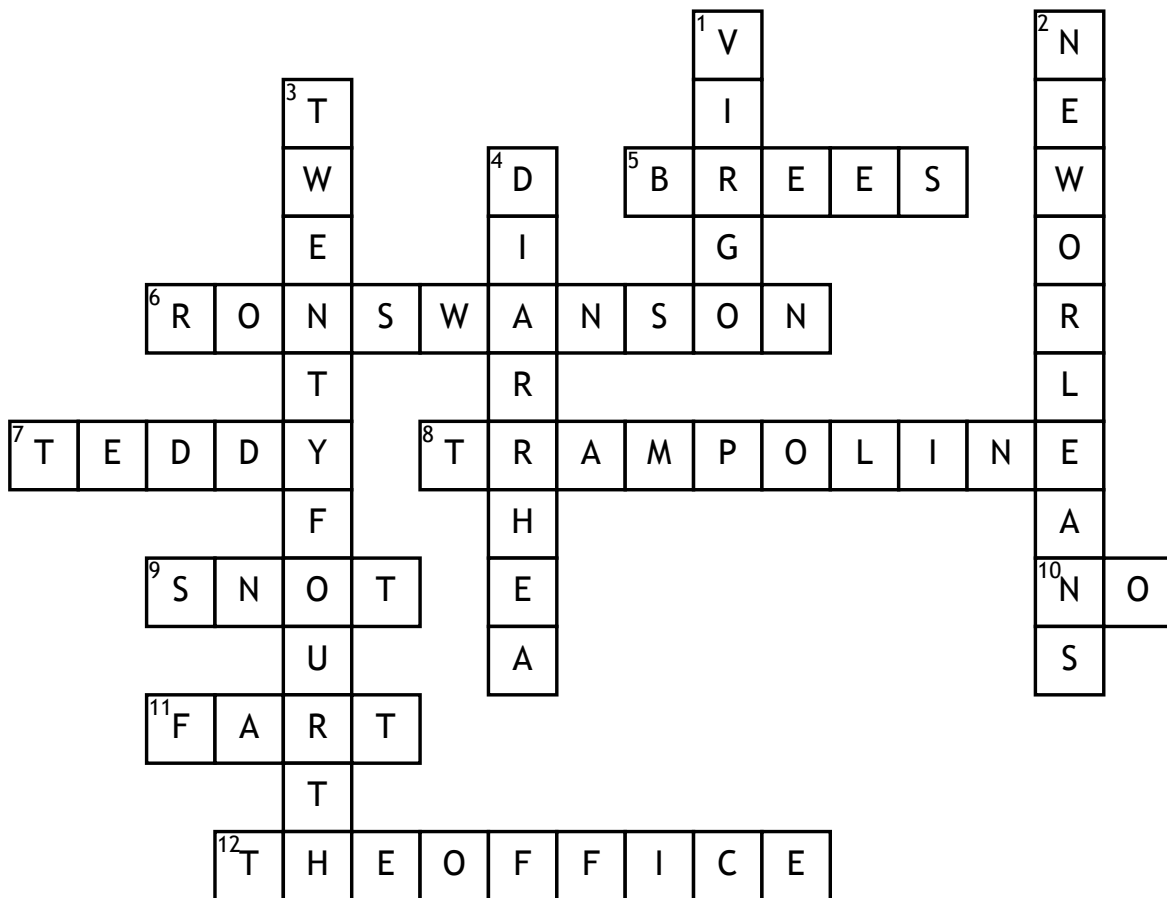 1 V 2 N
3 T I E
W 4 D 5 B R E E S W
E I G O
6 R O N S W A N S O N R
T R L
7 T E D D Y 8 T R A M P O L I N E
F H A
9 S N O T E 10 N O
U A S
11 F A R T
T
12 T H E O F F I C E